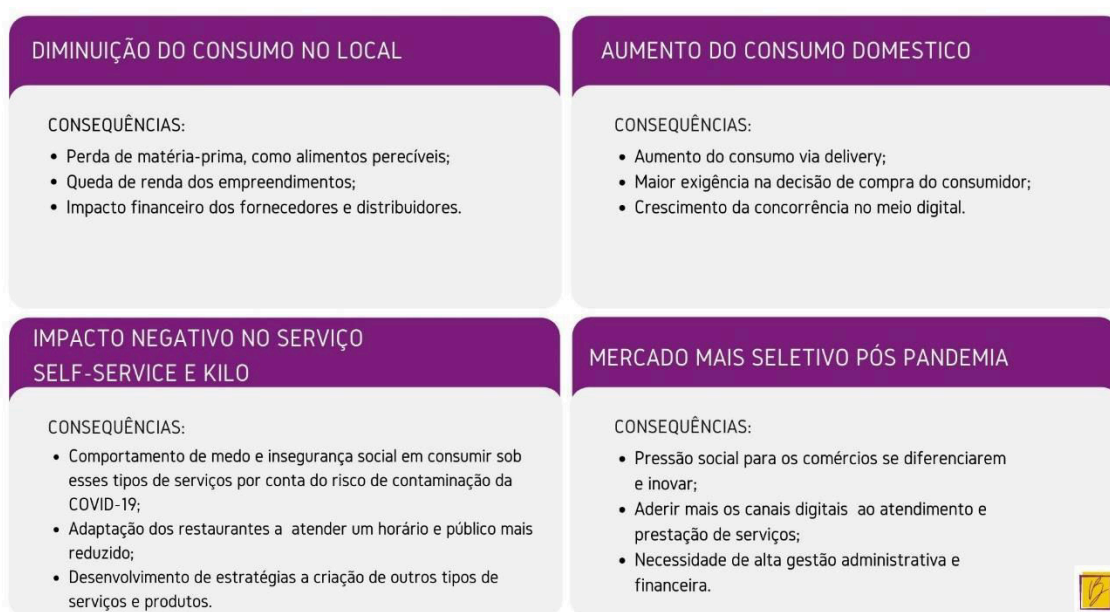 DIMINUIÇÃO DO CONSUMO NO LOCAL
CONSEQUÊNCIAS:
• Perda de matéria-prima, como alimentos perecíveis;
• Queda de renda dos empreendimentos;
• Impacto financeiro dos fornecedores e distribuidores.
AUMENTO DO CONSUMO DOMESTICO
CONSEQUÊNCIAS:
• Aumento do consumo via delivery;
• Maior exigência na decisão de compra do consumidor;
• Crescimento da concorrência no meio digital.
IMPACTO NEGATIVO NO SERVIÇO
SELF-SERVICE E KILO
CONSEQUÊNCIAS:
• Comportamento de medo e insegurança social em consumir sob
esses tipos de serviços por conta do risco de contaminação da
COVID-19;
• Adaptação dos restaurantes a atender um horário e público mais
reduzido;
• Desenvolvimento de estratégias a criação de outros tipos de
serviços e produtos.
MERCADO MAIS SELETIVO PÓS PANDEMIA
CONSEQUÊNCIAS:
• Pressão social para os comércios se diferenciarem
e inovar;
• Aderir mais os canais digitais ao atendimento e
prestação de serviços;
• Necessidade de alta gestão administrativa e
financeira.